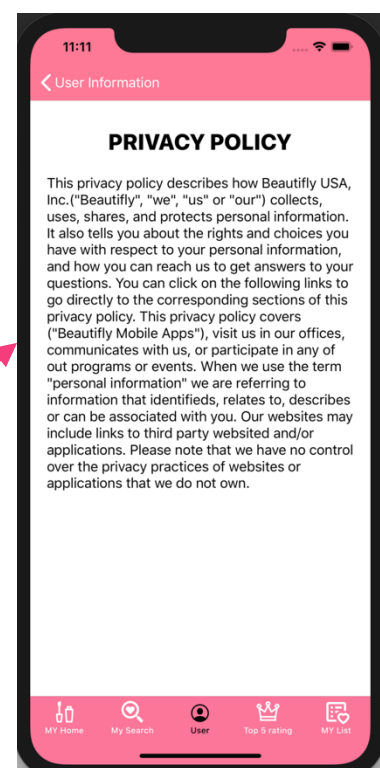 11:11
User Information
PRIVACY POLICY
This privacy policy describes how Beautifly USA,
Inc.("Beautifly", "we", "us" or "our") collects,
uses, shares, and protects personal information.
It also tells you about the rights and choices you
have with respect to your personal information,
and how you can reach us to get answers to your
questions. You can click on the following links to
go directly to the corresponding sections of this
privacy policy. This privacy policy covers
("Beautifly Mobile Apps"), visit us in our offices,
communicates with us, or participate in any of
out programs or events. When we use the term
"personal information" we are referring to
information that identifieds, relates to, describes
or can be associated with you. Our websites may
include links to third party websited and/or
applications. Please note that we have no control
over the privacy practices of websites or
applications that we do not own.
MY Home My Search User Top 5 rating MY List